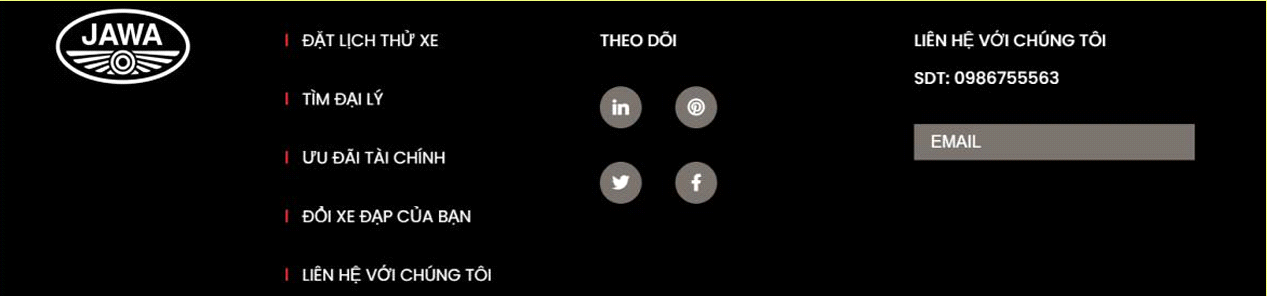 JAWA
ĐẶT LỊCH THỬ XE
TÌM ĐẠI LÝ
ƯU ĐÃI TÀI CHÍNH
ĐỔI XE ĐẠP CỦA BẠN
LIÊN HỆ VỚI CHÚNG TÔI
THEO DÕI
LIÊN HỆ VỚI CHÚNG TÔI
SDT: 0986755563
EMAIL